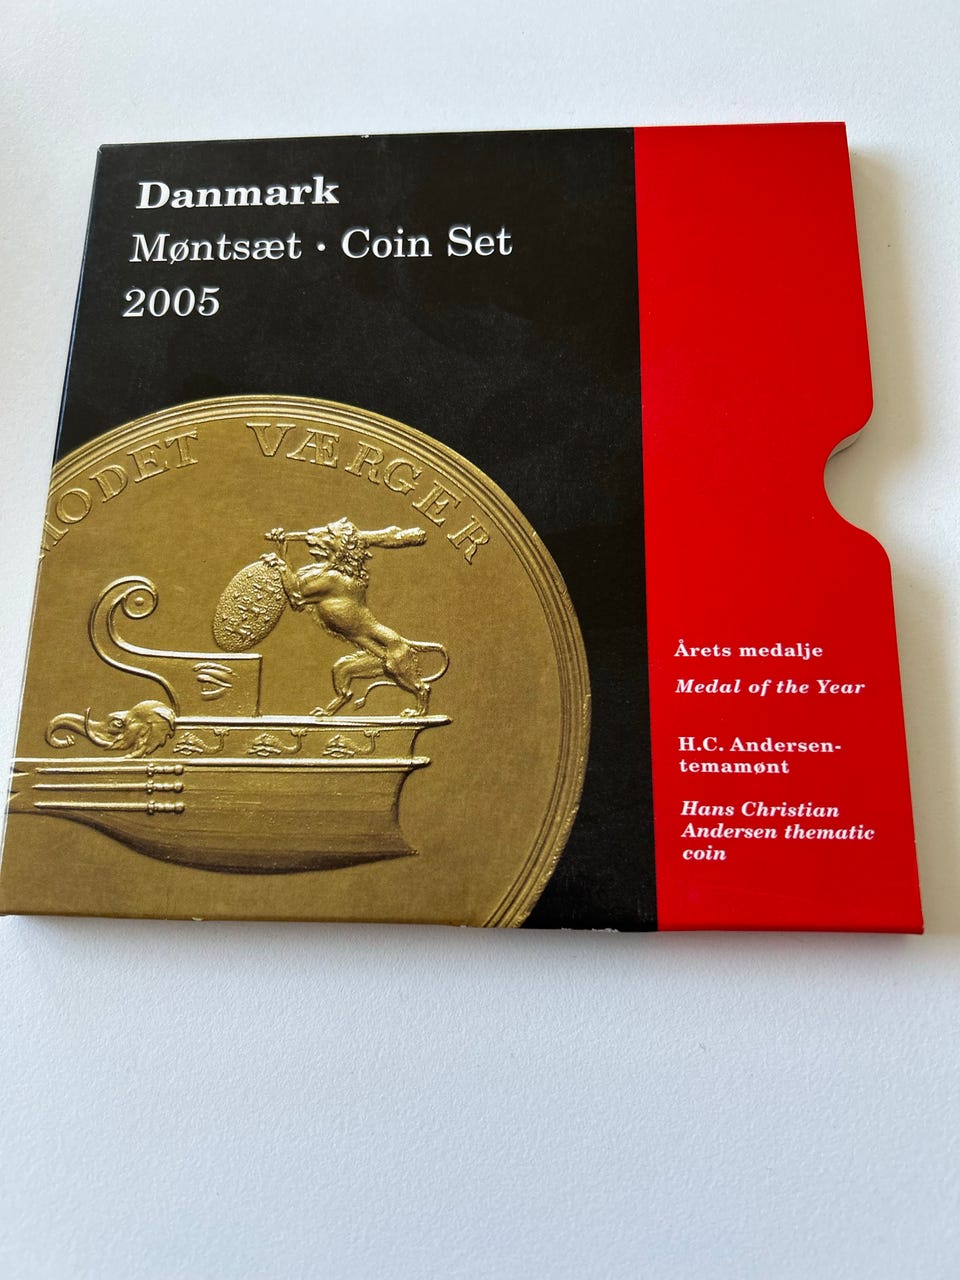 Danmark
Møntsæt · Coin Set
2005
MODET VÆRGER
Årets medalje
Medal of the Year
H.C. Andersen-
temamønt
Hans Christian
Andersen thematic
coin